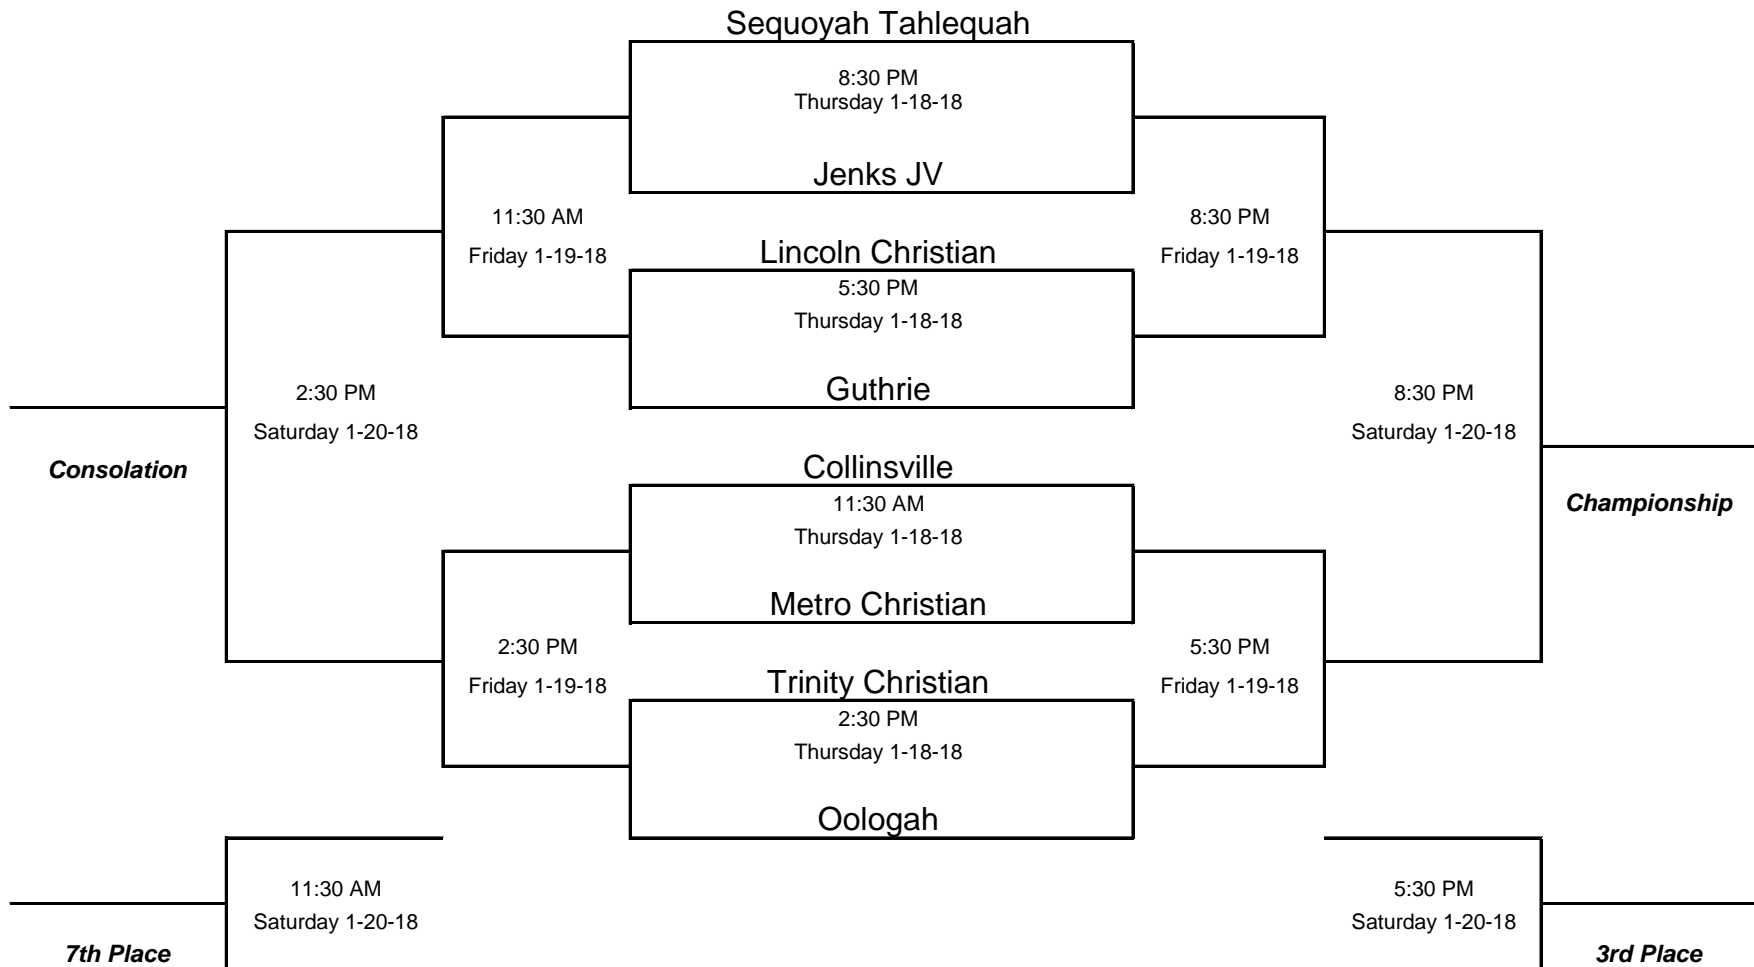 Sequoyah Tahlequah
8:30 PM
Thursday 1-18-18
Jenks JV
11:30 AM
Friday 1-19-18
8:30 PM
Friday 1-19-18
Lincoln Christian
5:30 PM
Thursday 1-18-18
Guthrie
2:30 PM
Saturday 1-20-18
8:30 PM
Saturday 1-20-18
Consolation
Championship
Collinsville
11:30 AM
Thursday 1-18-18
Metro Christian
2:30 PM
Friday 1-19-18
5:30 PM
Friday 1-19-18
Trinity Christian
2:30 PM
Thursday 1-18-18
Oologah
11:30 AM
Saturday 1-20-18
5:30 PM
Saturday 1-20-18
7th Place
3rd Place